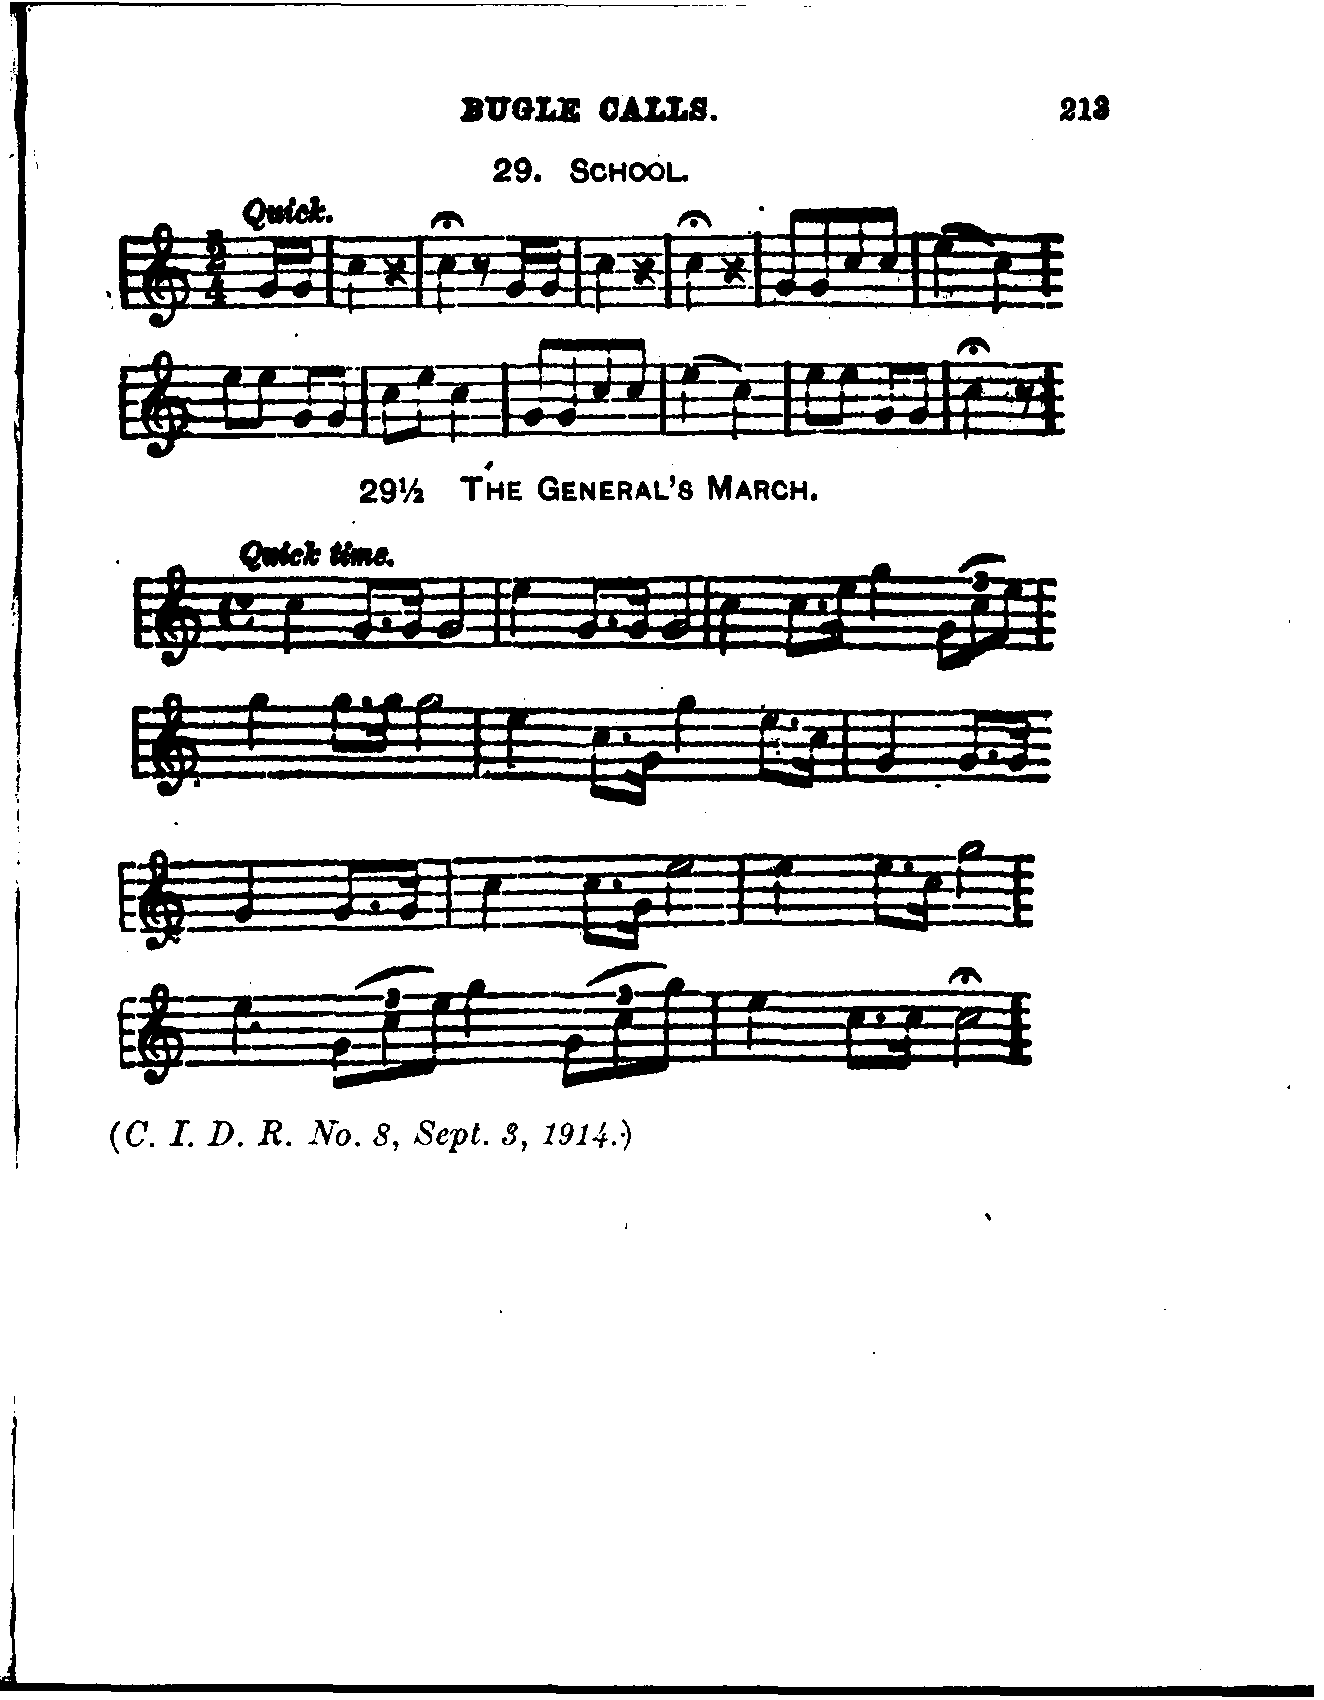 BUGLE CALLS. 213
29. SCHOOL.
Quick.
2
4
29½ THE GENERAL'S MARCH.
Quick time.
3
3 3
(C. I. D. R. No. 8, Sept. 3, 1914.)